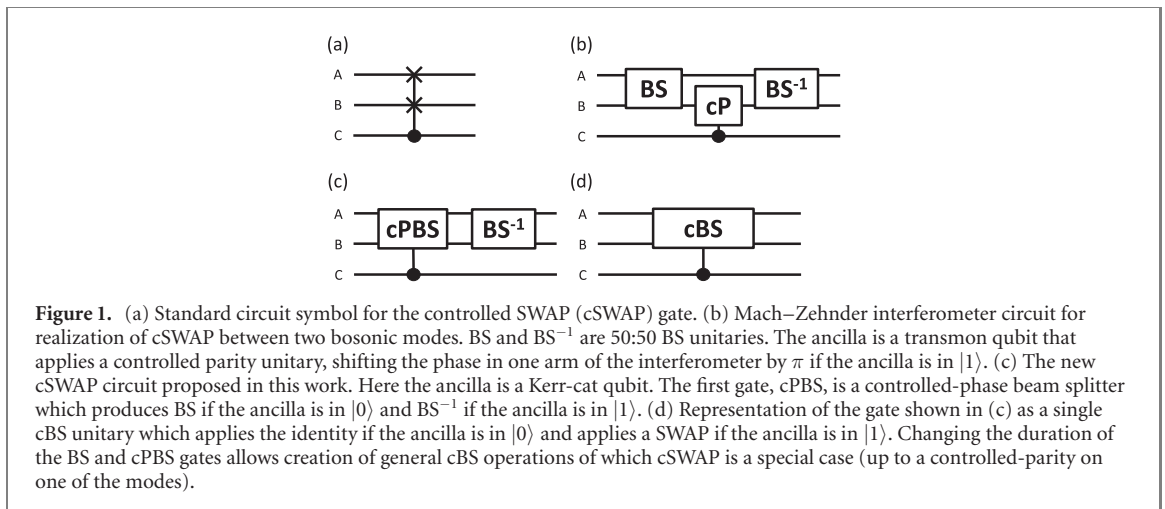 (a)
A
B
C
(b)
A
B
C
BS
cP
BS⁻¹
(c)
A
B
C
cPBS
BS⁻¹
(d)
A
B
C
cBS
Figure 1. (a) Standard circuit symbol for the controlled SWAP (cSWAP) gate. (b) Mach–Zehnder interferometer circuit for
realization of cSWAP between two bosonic modes. BS and BS⁻¹ are 50:50 BS unitaries. The ancilla is a transmon qubit that
applies a controlled parity unitary, shifting the phase in one arm of the interferometer by π if the ancilla is in |1⟩. (c) The new
cSWAP circuit proposed in this work. Here the ancilla is a Kerr-cat qubit. The first gate, cPBS, is a controlled-phase beam splitter
which produces BS if the ancilla is in |0⟩ and BS⁻¹ if the ancilla is in |1⟩. (d) Representation of the gate shown in (c) as a single
cBS unitary which applies the identity if the ancilla is in |0⟩ and applies a SWAP if the ancilla is in |1⟩. Changing the duration of
the BS and cPBS gates allows creation of general cBS operations of which cSWAP is a special case (up to a controlled-parity on
one of the modes).